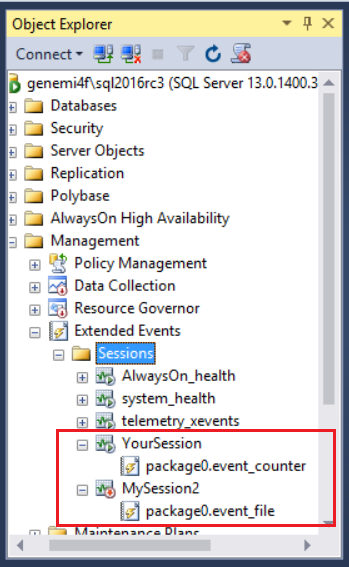 Object Explorer
Connect
genemi4f\sql2016rc3 (SQL Server 13.0.1400.3
Databases
Security
Server Objects
Replication
Polybase
AlwaysOn High Availability
Management
Policy Management
Data Collection
Resource Governor
Extended Events
Sessions
AlwaysOn_health
system_health
telemetry_xevents
YourSession
package0.event_counter
MySession2
package0.event_file
Maintenance Plans